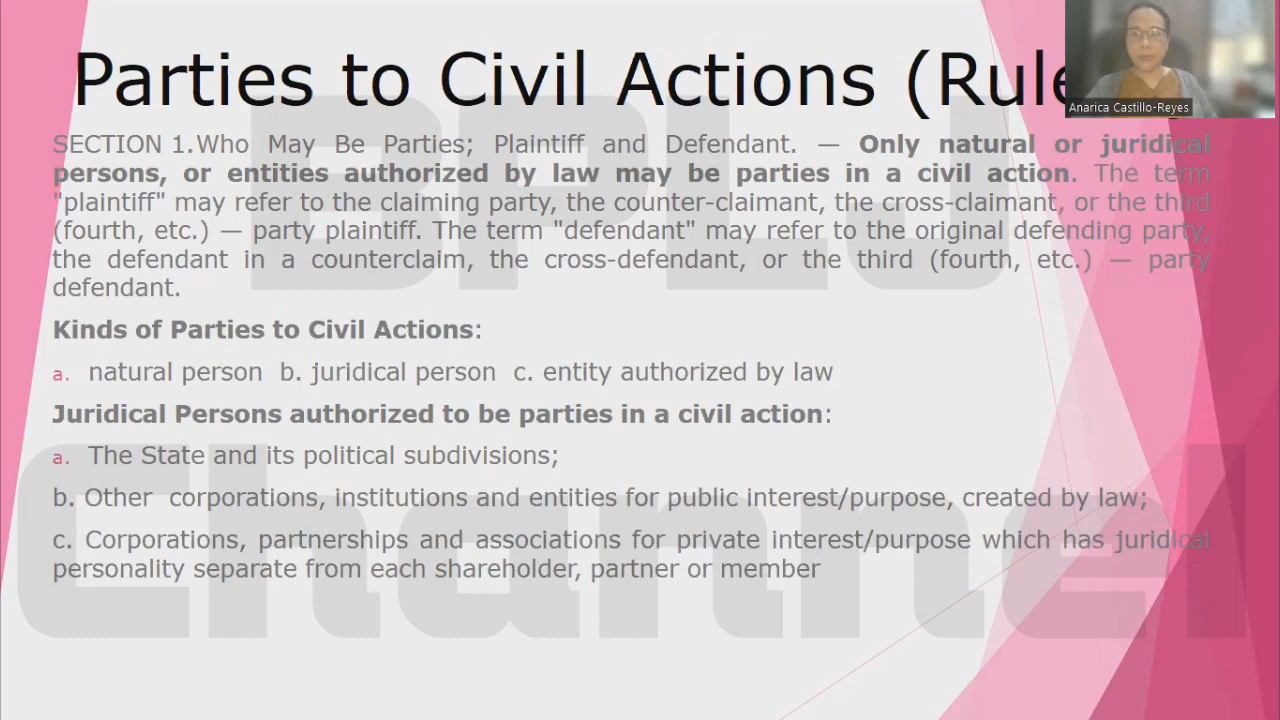 Parties to Civil Actions (Rule
Anarica Castillo-Reyes
SECTION 1.Who May Be Parties; Plaintiff and Defendant. — Only natural or juridical
persons, or entities authorized by law may be parties in a civil action. The term
"plaintiff" may refer to the claiming party, the counter-claimant, the cross-claimant, or the third
(fourth, etc.) — party plaintiff. The term "defendant" may refer to the original defending party,
the defendant in a counterclaim, the cross-defendant, or the third (fourth, etc.) — party
defendant.
Kinds of Parties to Civil Actions:
a. natural person b. juridical person c. entity authorized by law
Juridical Persons authorized to be parties in a civil action:
a. The State and its political subdivisions;
b. Other corporations, institutions and entities for public interest/purpose, created by law;
c. Corporations, partnerships and associations for private interest/purpose which has juridical
personality separate from each shareholder, partner or member
BPLJ
Channel